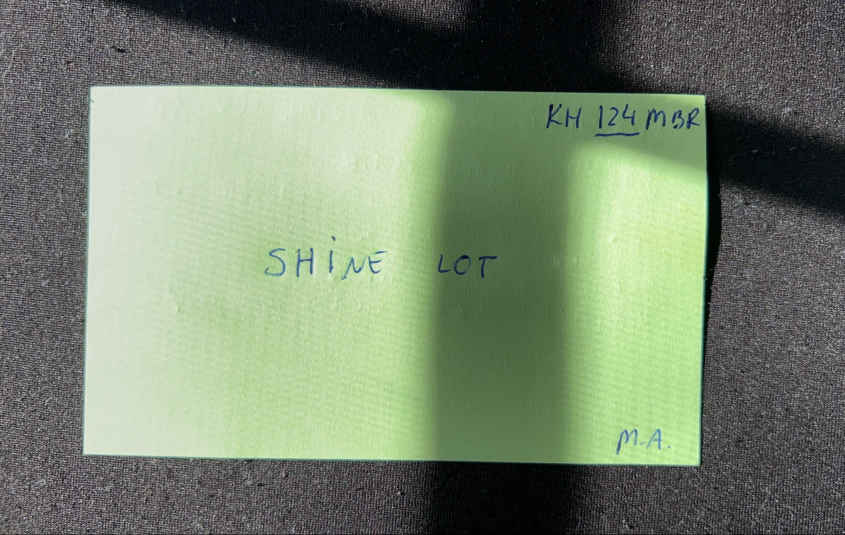 KH 124 MBR
SHiNE LOT
M.A.